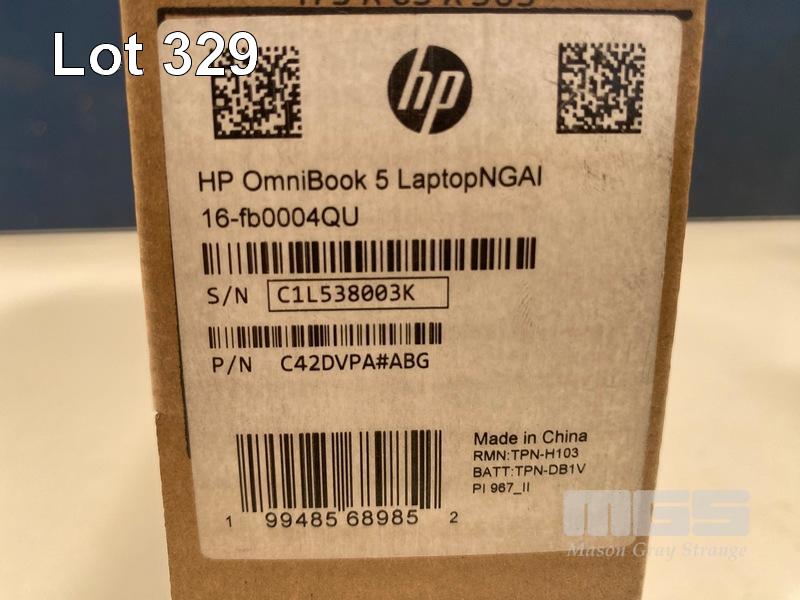 Lot 329
hp
HP OmniBook 5 LaptopNGAI
16-fb0004QU
S/N C1L538003K
P/N C42DVPA#ABG
Made in China
RMN:TPN-H103
BATT:TPN-DB1V
PI 967_II
1 99485 68985 2
MGS
Mason Gray Strange